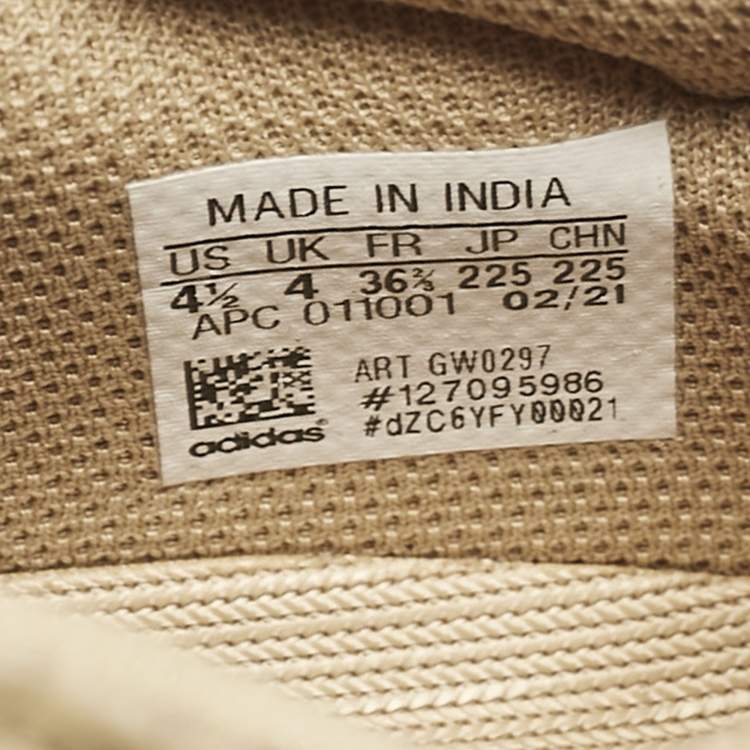 MADE IN INDIA
US UK FR JP CHN
4½ 4 36⅔ 225 225
APC 011001 02/21
ART GW0297
#127095986
#dZC6YFY00021
adidas